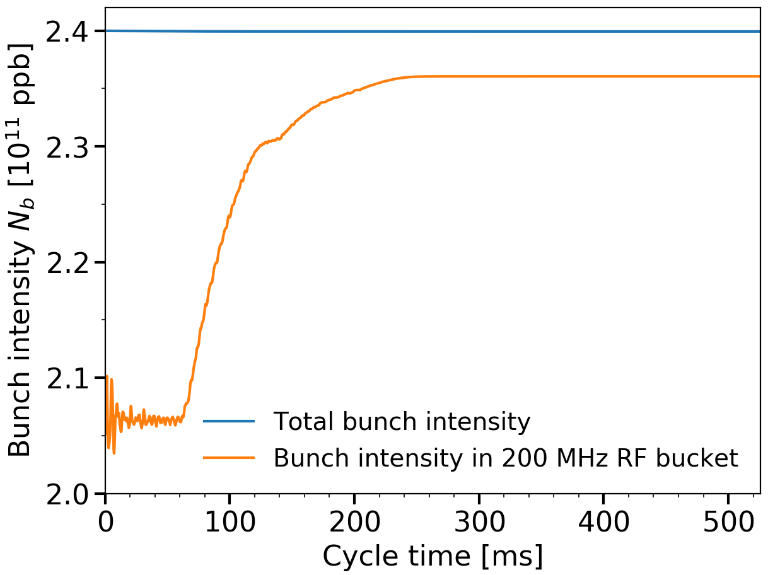 2.4
2.3
2.2
2.1
2.0
Bunch intensity N_b [10^11 ppb]
Total bunch intensity
Bunch intensity in 200 MHz RF bucket
0 100 200 300 400 500
Cycle time [ms]